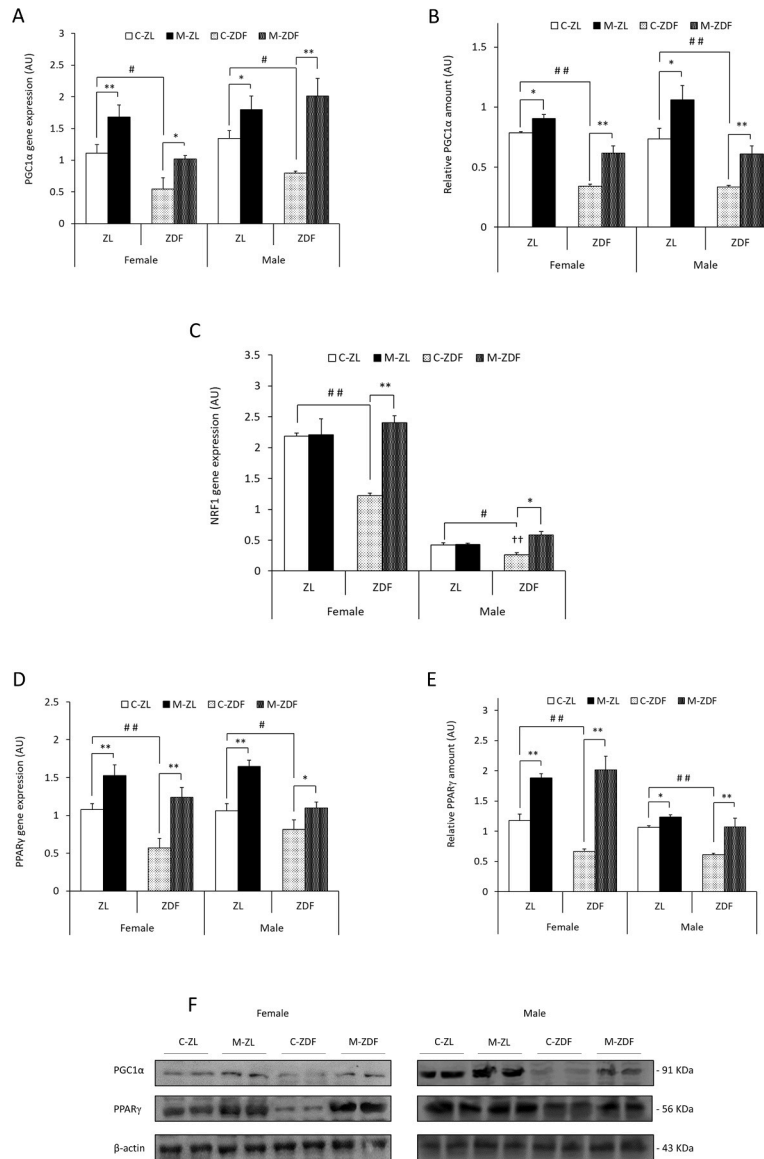 A
C-ZL M-ZL C-ZDF M-ZDF
PGC1α gene expression (AU)
3
2.5
2
1.5
1
0.5
0
# ** * # * **
ZL ZDF ZL ZDF
Female Male
B
C-ZL M-ZL C-ZDF M-ZDF
Relative PGC1α amount (AU)
1.5
1
0.5
0
# # * ** # # * **
ZL ZDF ZL ZDF
Female Male
C
C-ZL M-ZL C-ZDF M-ZDF
NRF1 gene expression (AU)
3.5
3
2.5
2
1.5
1
0.5
0
# # ** # †† *
ZL ZDF ZL ZDF
Female Male
D
C-ZL M-ZL C-ZDF M-ZDF
PPARγ gene expression (AU)
2.5
2
1.5
1
0.5
0
# # ** ** # ** *
ZL ZDF ZL ZDF
Female Male
E
C-ZL M-ZL C-ZDF M-ZDF
Relative PPARγ amount (AU)
3
2.5
2
1.5
1
0.5
0
# # ** ** # # * **
ZL ZDF ZL ZDF
Female Male
F
Female Male
C-ZL M-ZL C-ZDF M-ZDF C-ZL M-ZL C-ZDF M-ZDF
PGC1α - 91 KDa
PPARγ - 56 KDa
β-actin - 43 KDa